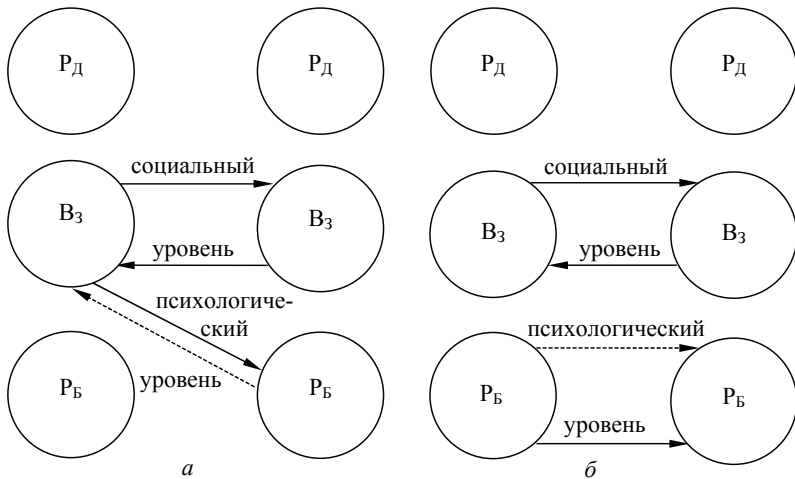 РД РД РД РД
социальный социальный
ВЗ ВЗ ВЗ ВЗ
уровень уровень
психологиче-
ский
психологический
уровень
РБ РБ РБ РБ
уровень
а б